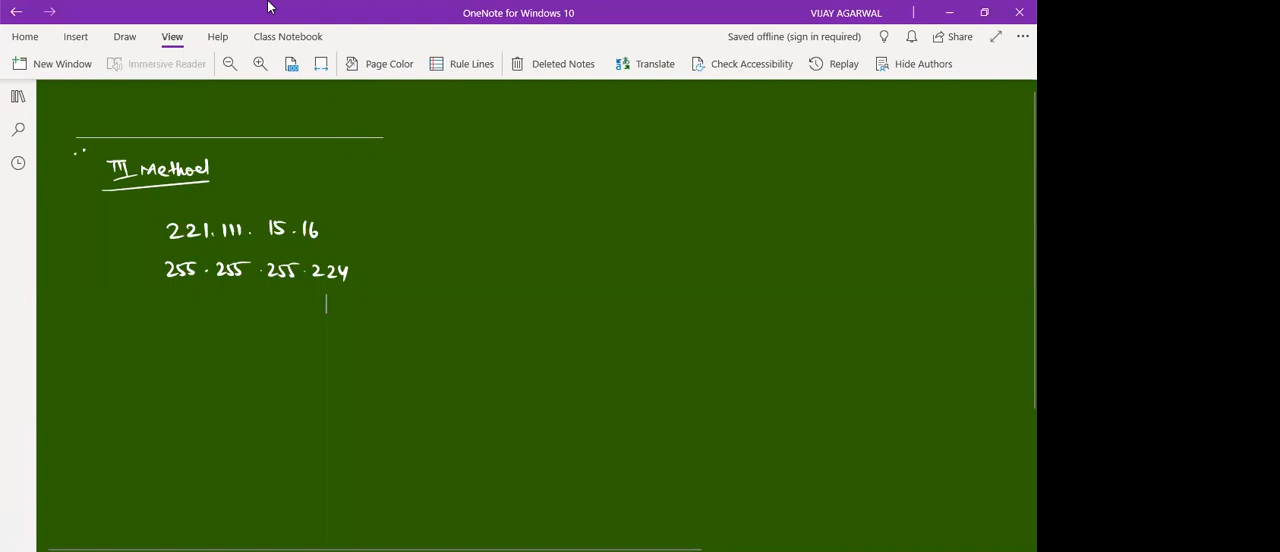 OneNote for Windows 10
VIJAY AGARWAL
Home Insert Draw View Help Class Notebook
Saved offline (sign in required) Share
New Window Immersive Reader Page Color Rule Lines Deleted Notes Translate Check Accessibility Replay Hide Authors
III Method
221.111.15.16
255.255.255.224